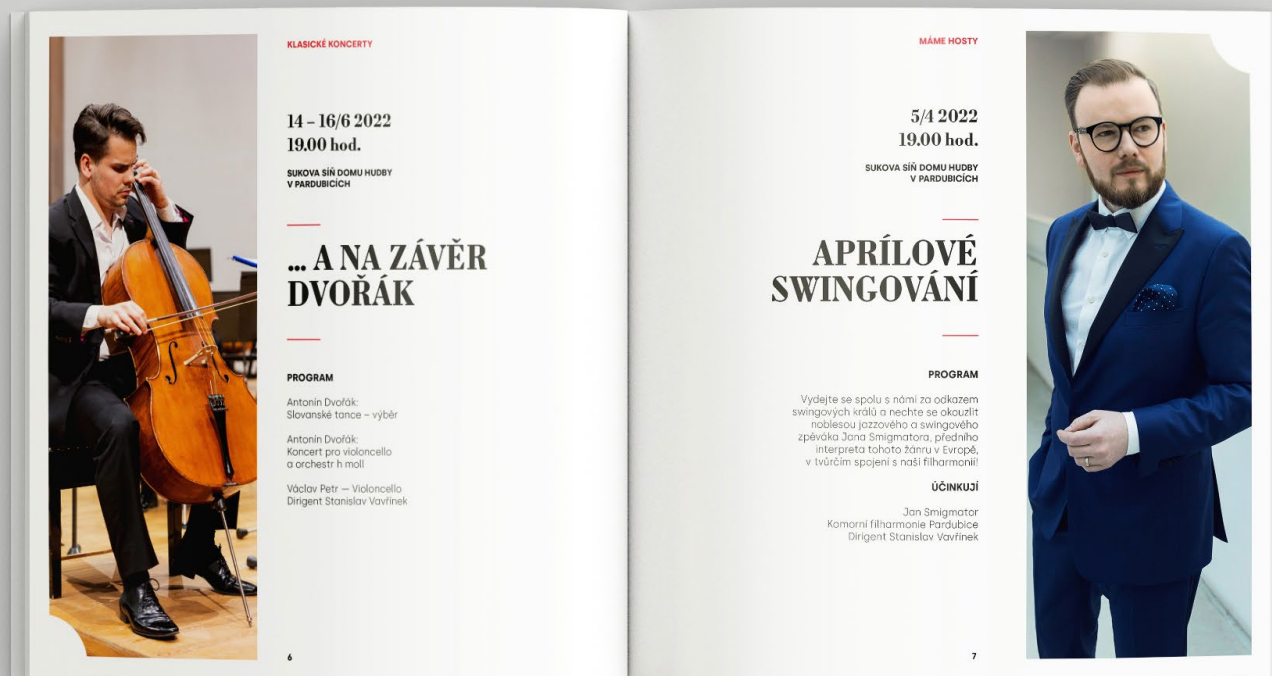 KLASICKÉ KONCERTY
14 – 16/6 2022
19.00 hod.
SUKOVA SÍŇ DOMU HUDBY
V PARDUBICÍCH
... A NA ZÁVĚR
DVOŘÁK
PROGRAM
Antonín Dvořák:
Slovanské tance – výběr
Antonín Dvořák:
Koncert pro violoncello
a orchestr h moll
Václav Petr — Violoncello
Dirigent Stanislav Vavřínek
6
MÁME HOSTY
5/4 2022
19.00 hod.
SUKOVA SÍŇ DOMU HUDBY
V PARDUBICÍCH
APRÍLOVÉ
SWINGOVÁNÍ
PROGRAM
Vydejte se spolu s námi za odkazem
swingových králů a nechte se okouzlit
noblesou jazzového a swingového
zpěváka Jana Smigmatora, předního
interpreta tohoto žánru v Evropě,
v tvůrčím spojení s naší filharmonií!
ÚČINKUJÍ
Jan Smigmator
Komorní filharmonie Pardubice
Dirigent Stanislav Vavřínek
7